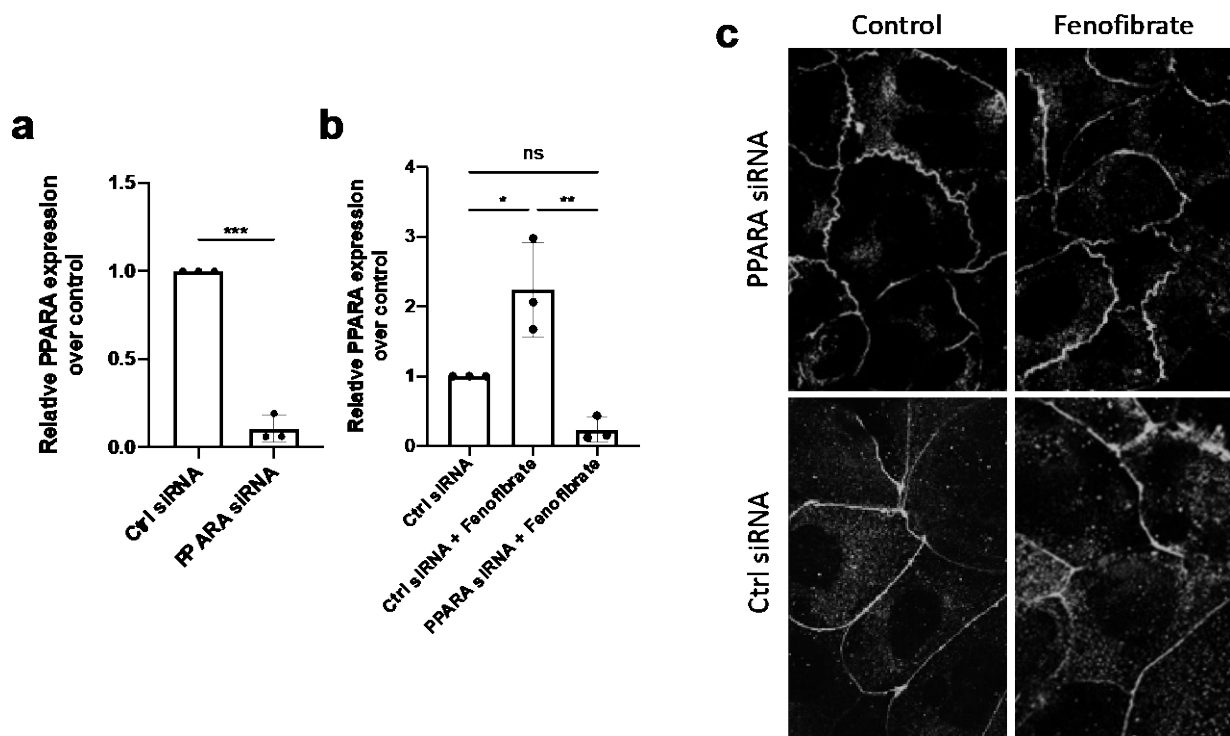 a
Relative PPARA expression
over control
1.5
1.0
0.5
0.0
***
Ctrl siRNA
PPARA siRNA
b
Relative PPARA expression
over control
4
3
2
1
0
ns
*
**
Ctrl siRNA
Ctrl siRNA + Fenofibrate
PPARA siRNA + Fenofibrate
c
Control
Fenofibrate
PPARA siRNA
Ctrl siRNA